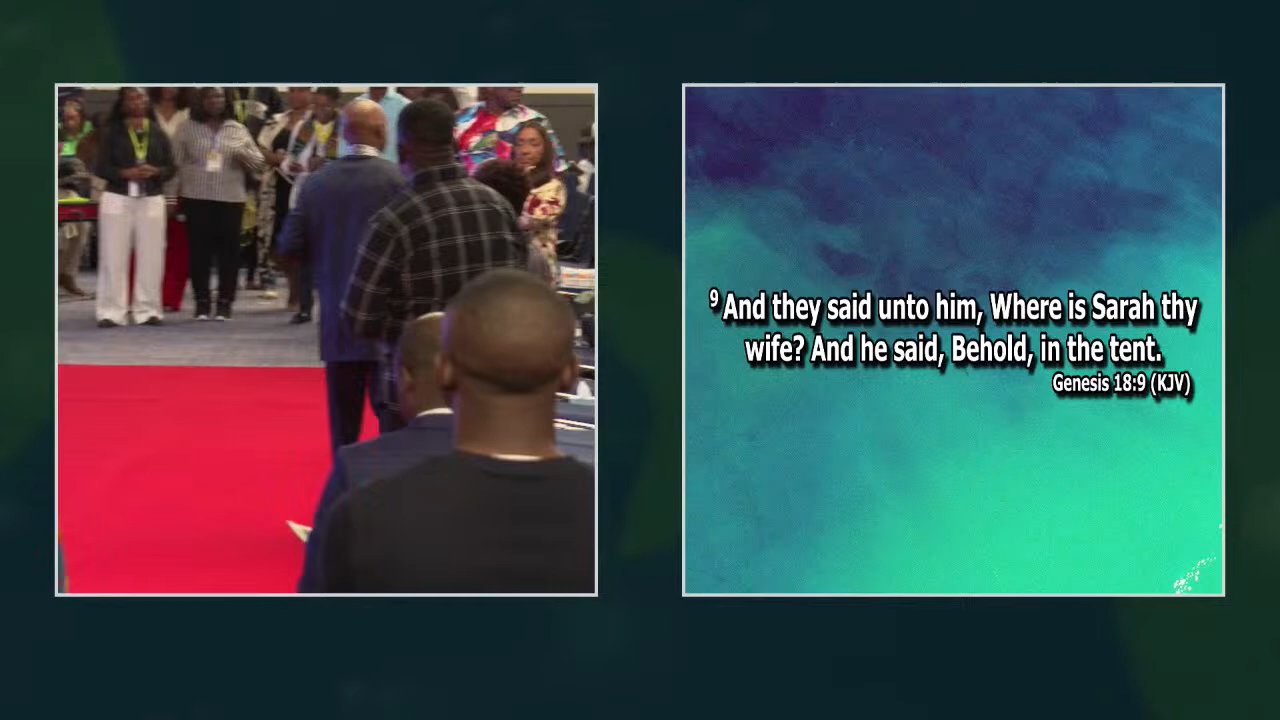 9 And they said unto him, Where is Sarah thy
wife? And he said, Behold, in the tent.
Genesis 18:9 (KJV)